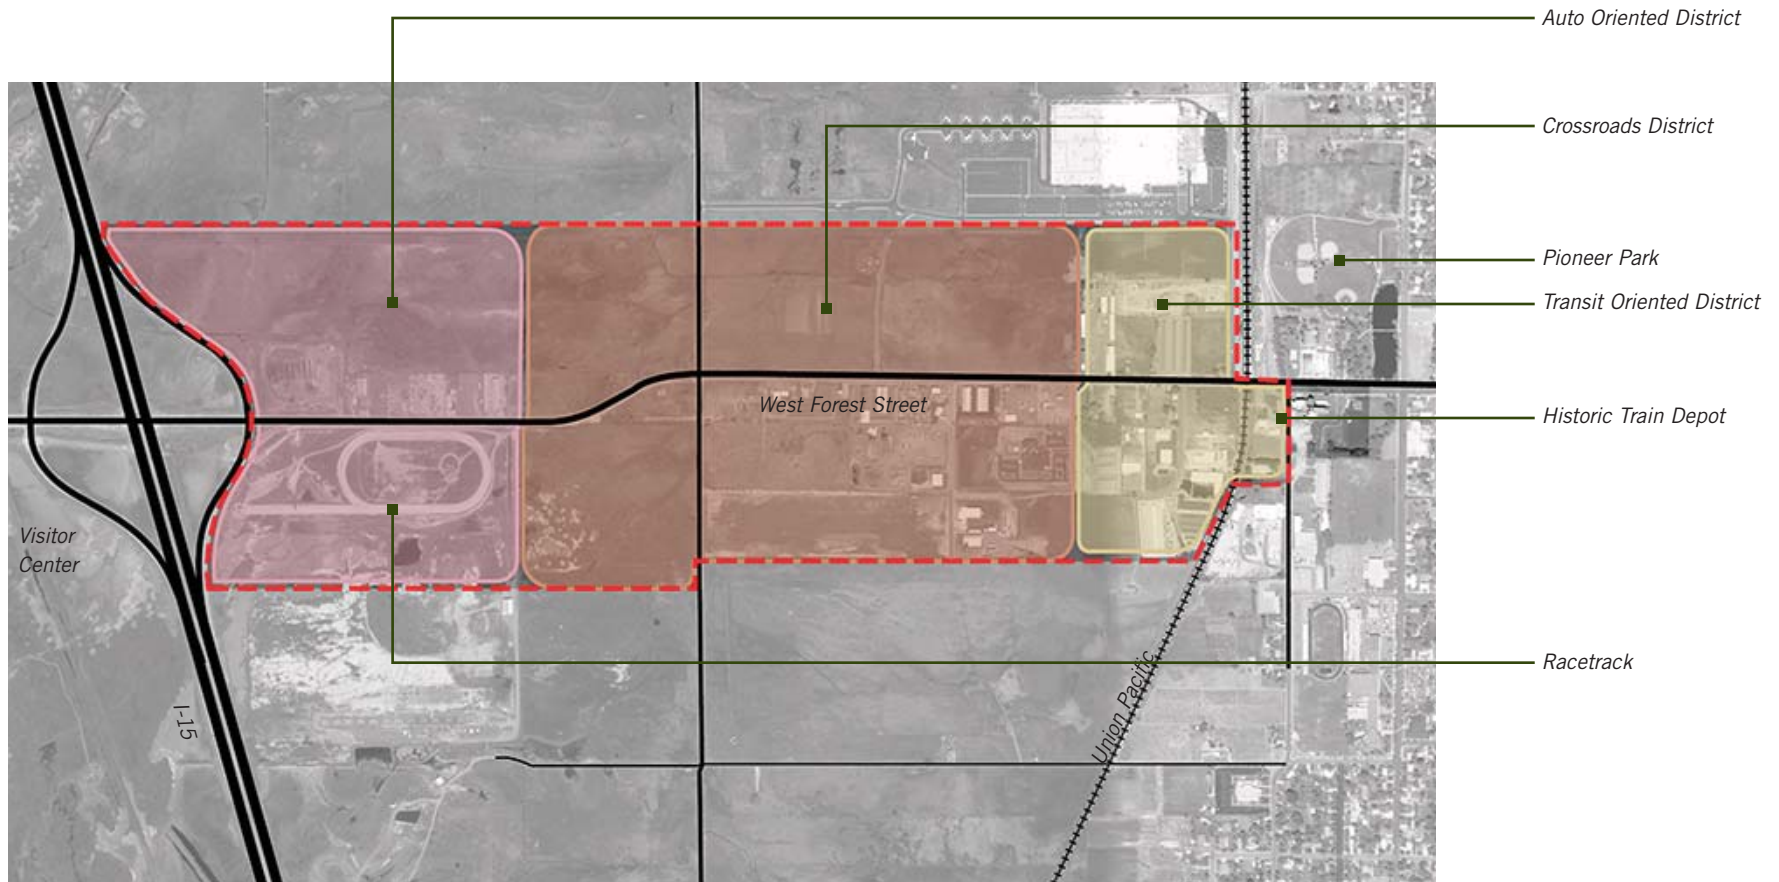 Auto Oriented District
Crossroads District
Pioneer Park
Transit Oriented District
West Forest Street
Historic Train Depot
Visitor
Center
Racetrack
I-15
Union Pacific